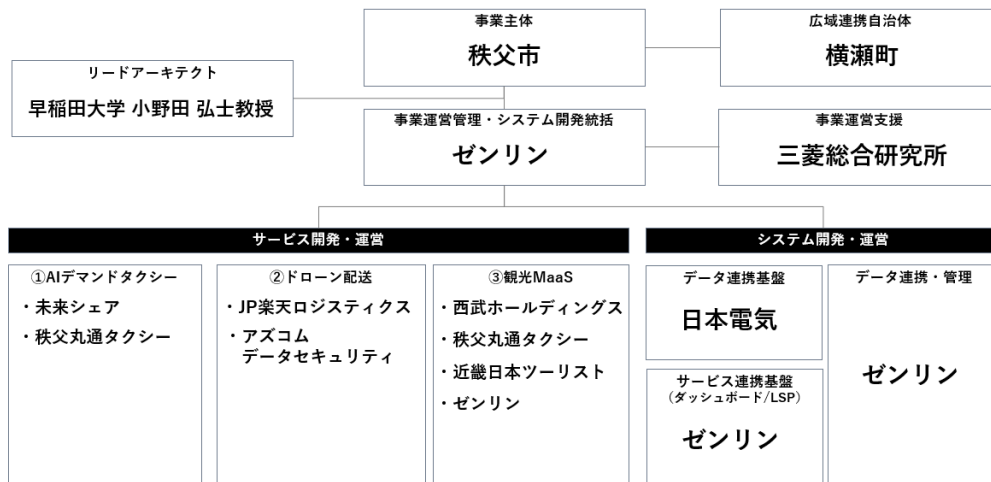 事業主体
秩父市
広域連携自治体
横瀬町
リードアーキテクト
早稲田大学 小野田 弘士教授
事業運営管理・システム開発統括
ゼンリン
事業運営支援
三菱総合研究所
サービス開発・運営
①AIデマンドタクシー
・未来シェア
・秩父丸通タクシー
②ドローン配送
・JP楽天ロジスティクス
・アズコム
データセキュリティ
③観光MaaS
・西武ホールディングス
・秩父丸通タクシー
・近畿日本ツーリスト
・ゼンリン
システム開発・運営
データ連携基盤
日本電気
サービス連携基盤
(ダッシュボード/LSP)
ゼンリン
データ連携・管理
ゼンリン